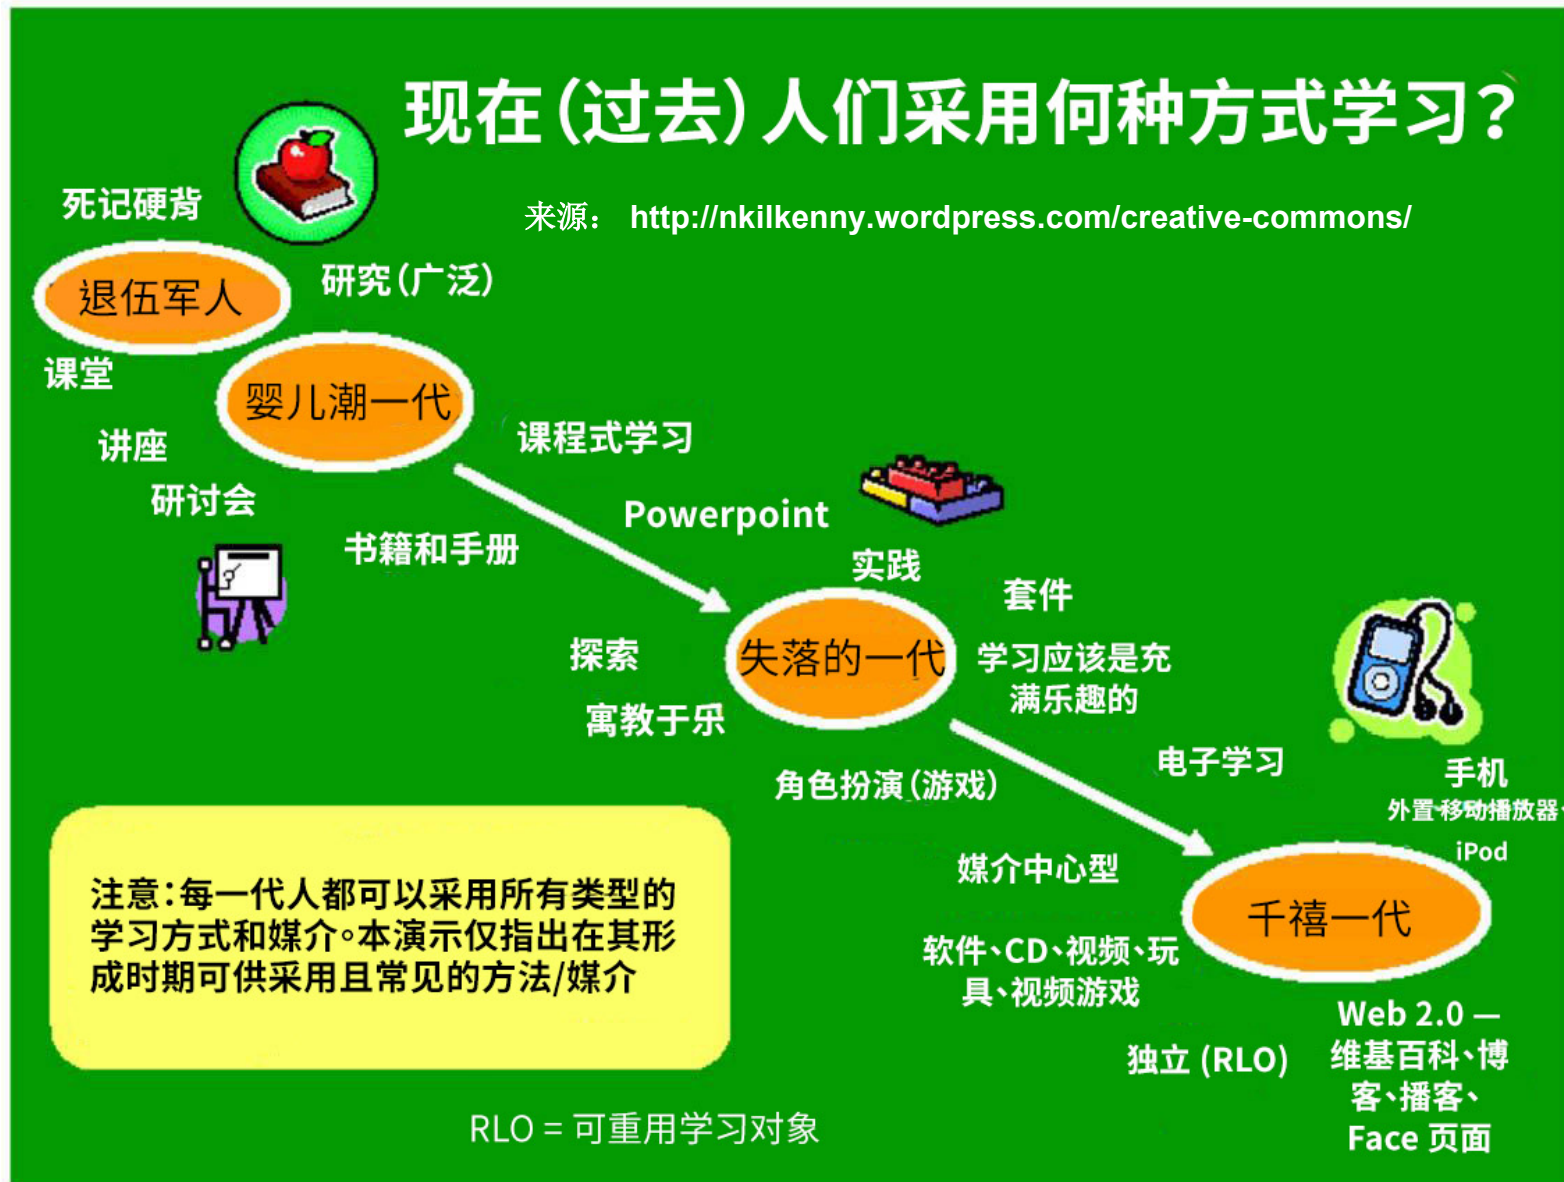 现在（过去）人们采用何种方式学习？
来源： http://nkilkenny.wordpress.com/creative-commons/
死记硬背
退伍军人
研究（广泛）
课堂
婴儿潮一代
讲座
研讨会
课程式学习
书籍和手册
Powerpoint
实践
套件
探索
失落的一代
学习应该是充
满乐趣的
寓教于乐
角色扮演（游戏）
电子学习
手机
外置移动播放器、
iPod
媒介中心型
千禧一代
软件、CD、视频、玩
具、视频游戏
独立 (RLO)
Web 2.0 —
维基百科、博
客、播客、
Face 页面
注意：每一代人都可以采用所有类型的
学习方式和媒介。本演示仅指出在其形
成时期可供采用且常见的方法/媒介
RLO = 可重用学习对象